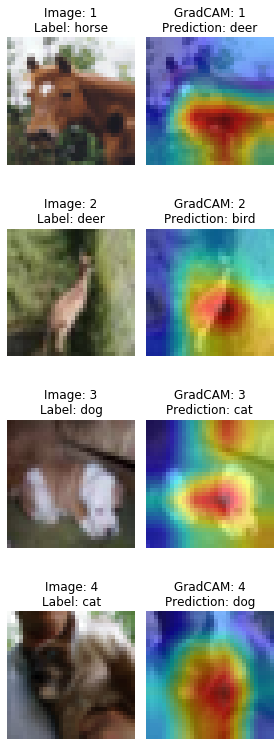 Image: 1
Label: horse
GradCAM: 1
Prediction: deer
Image: 2
Label: deer
GradCAM: 2
Prediction: bird
Image: 3
Label: dog
GradCAM: 3
Prediction: cat
Image: 4
Label: cat
GradCAM: 4
Prediction: dog